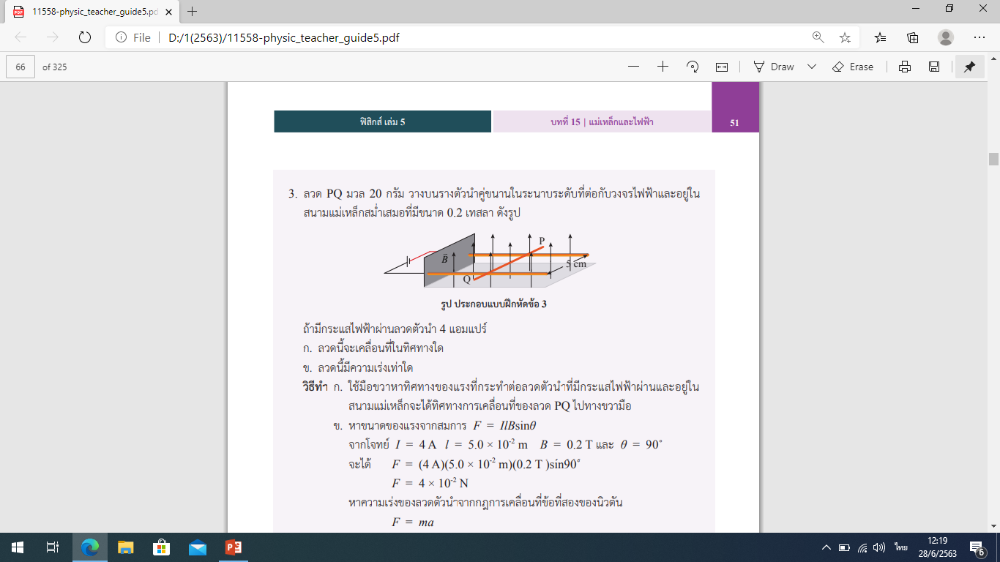 11558-physic_teacher_guide5.pd
File D:/1(2563)/11558-physic_teacher_guide5.pdf
66 of 325 Draw Erase
ฟิสิกส์ เล่ม 5 บทที่ 15 | แม่เหล็กและไฟฟ้า 51
3. ลวด PQ มวล 20 กรัม วางบนรางตัวนำคู่ขนานในระนาบระดับที่ต่อกับวงจรไฟฟ้าและอยู่ใน
สนามแม่เหล็กสม่ำเสมอที่มีขนาด 0.2 เทสลา ดังรูป
P
B
5 cm
Q
รูป ประกอบแบบฝึกหัดข้อ 3
ถ้ามีกระแสไฟฟ้าผ่านลวดตัวนำ 4 แอมแปร์
ก. ลวดนี้จะเคลื่อนที่ในทิศทางใด
ข. ลวดนี้มีความเร่งเท่าใด
วิธีทำ ก. ใช้มือขวาหาทิศทางของแรงที่กระทำต่อลวดตัวนำที่มีกระแสไฟฟ้าผ่านและอยู่ใน
สนามแม่เหล็กจะได้ทิศทางการเคลื่อนที่ของลวด PQ ไปทางขวามือ
ข. หาขนาดของแรงจากสมการ F = IlBsinθ
จากโจทย์ I = 4 A l = 5.0 × 10⁻² m B = 0.2 T และ θ = 90°
จะได้ F = (4 A)(5.0 × 10⁻² m)(0.2 T )sin90°
F = 4 × 10⁻² N
หาความเร่งของลวดตัวนำจากกฎการเคลื่อนที่ข้อที่สองของนิวตัน
F = ma
ไทย 12:19
28/6/2563 6